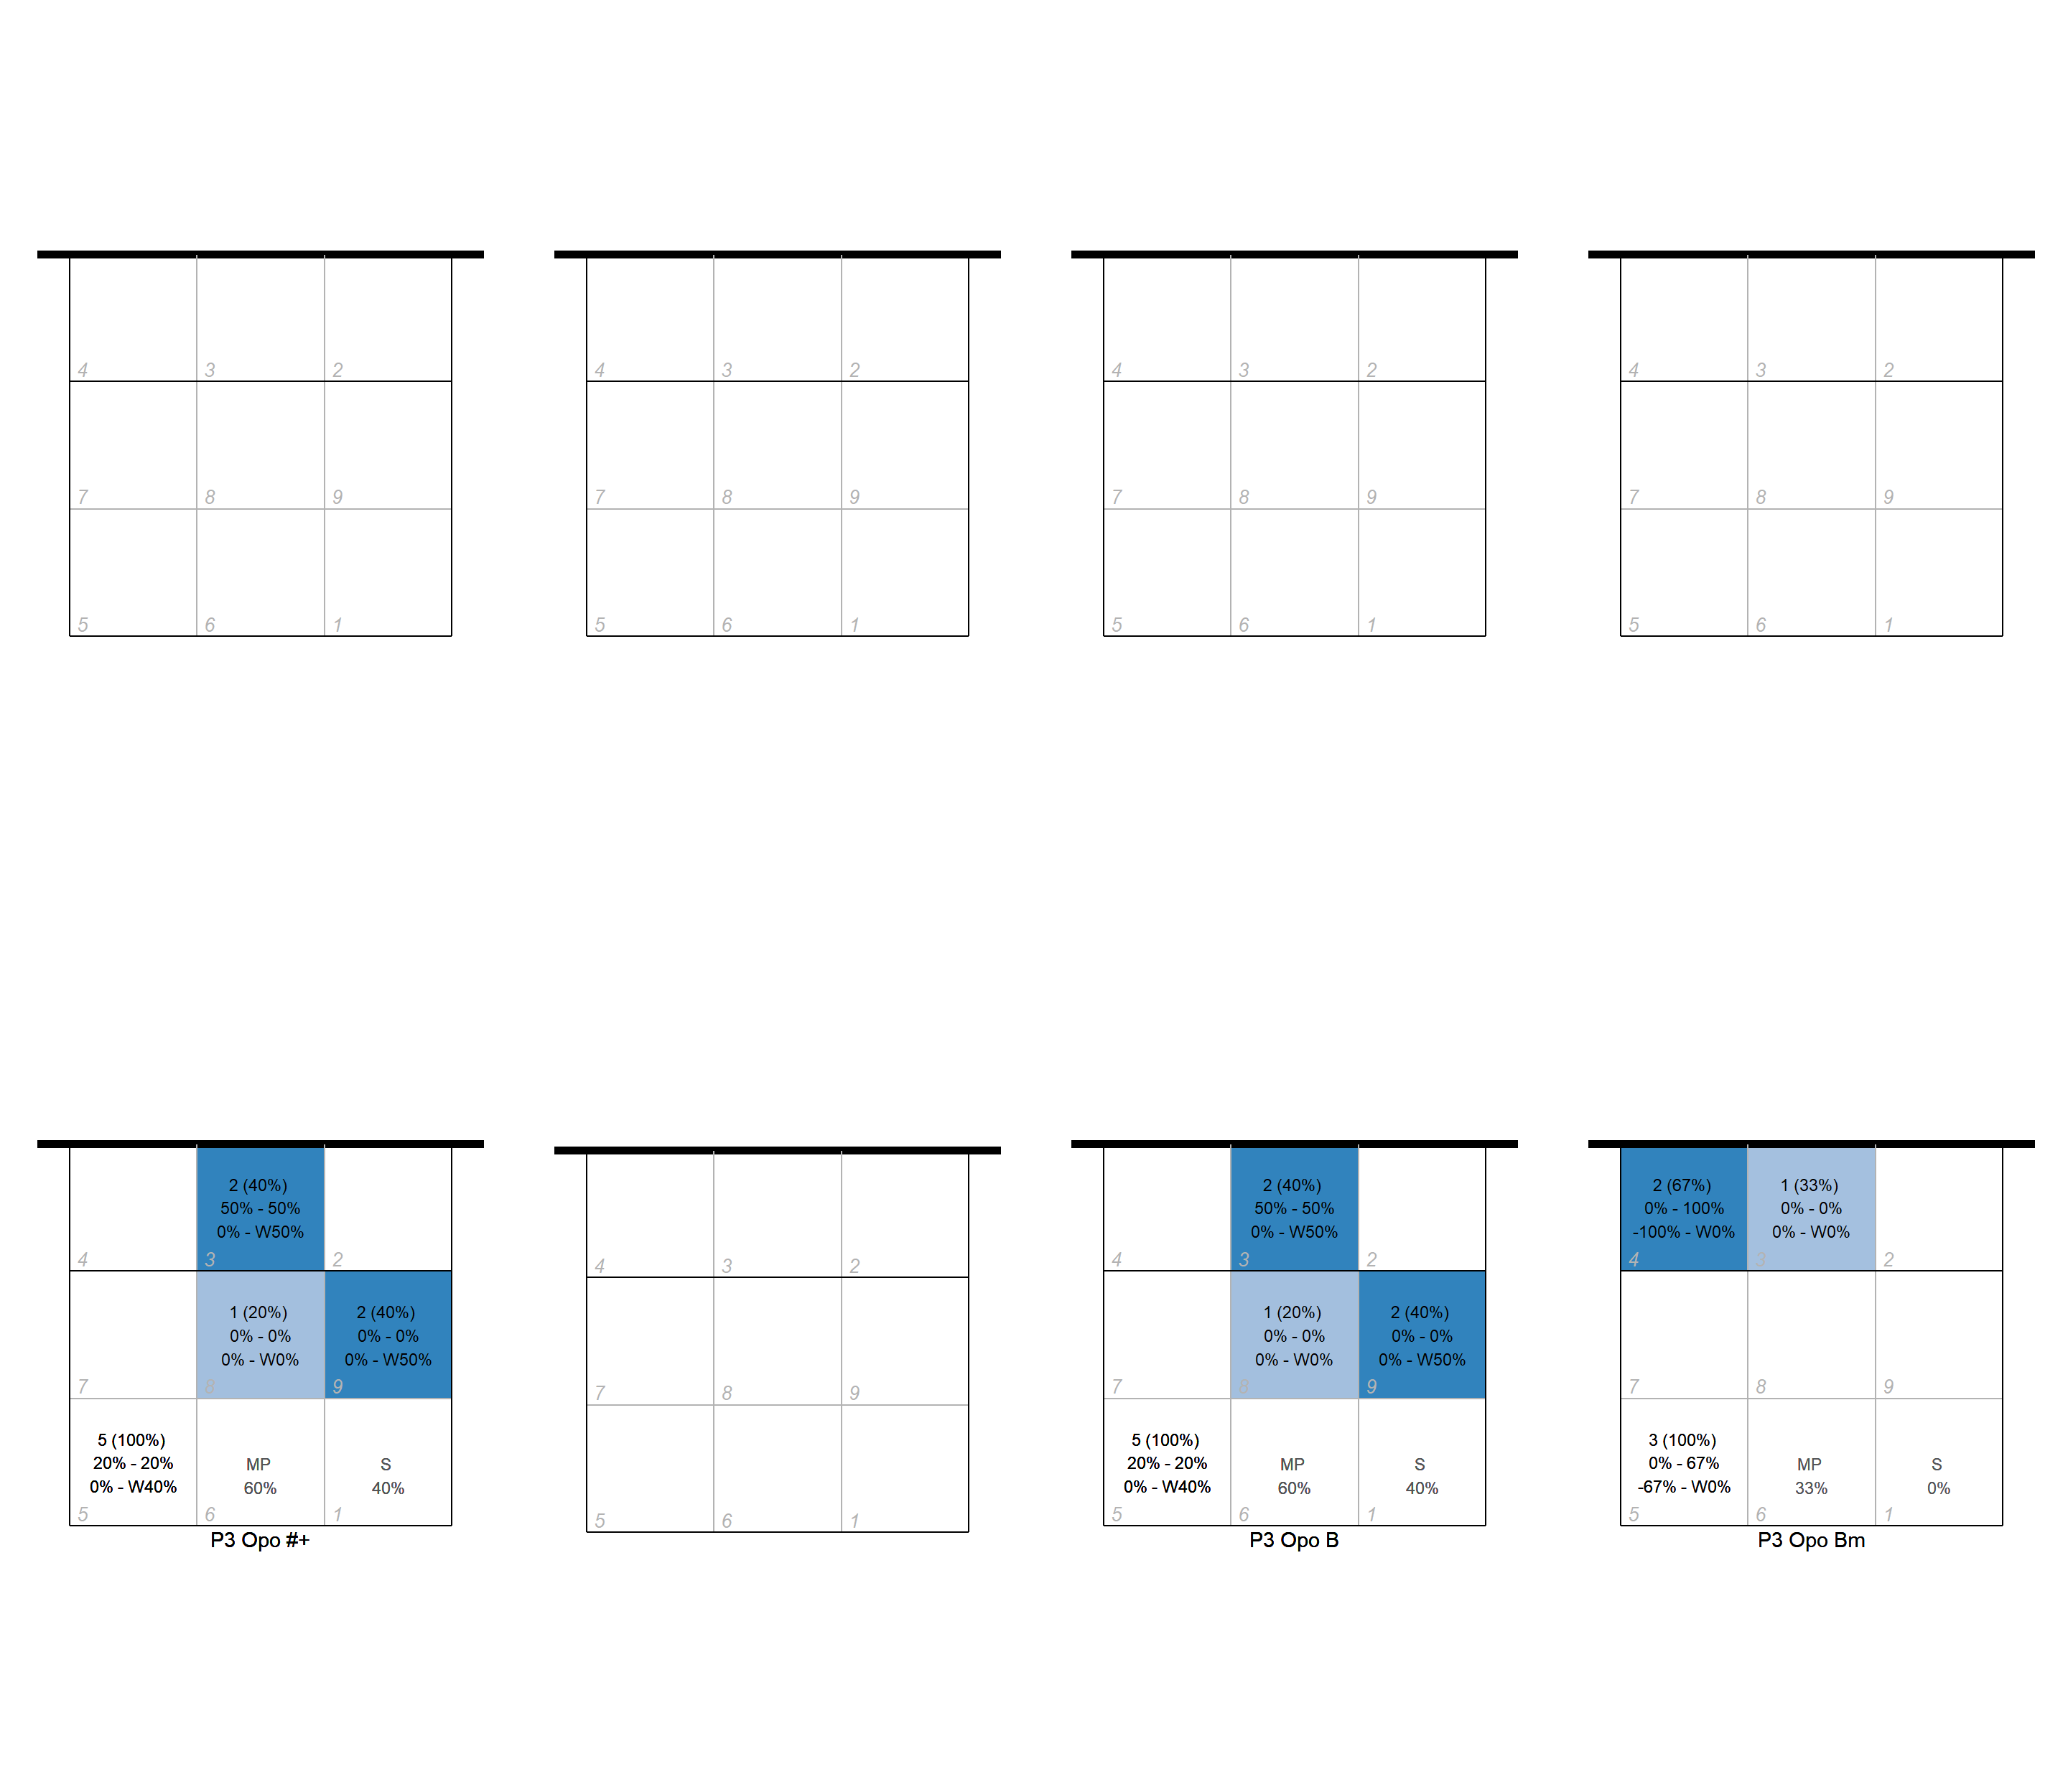 4 3 2
7 8 9
5 6 1
4 3 2
7 8 9
5 6 1
4 3 2
7 8 9
5 6 1
4 3 2
7 8 9
5 6 1
2 (40%)
50% - 50%
0% - W50%
4 3 2
1 (20%)
0% - 0%
0% - W0%
2 (40%)
0% - 0%
0% - W50%
7 8 9
5 (100%)
20% - 20%
0% - W40%
MP
60%
S
40%
5 6 1
P3 Opo #+
4 3 2
7 8 9
5 6 1
2 (40%)
50% - 50%
0% - W50%
4 3 2
1 (20%)
0% - 0%
0% - W0%
2 (40%)
0% - 0%
0% - W50%
7 8 9
5 (100%)
20% - 20%
0% - W40%
MP
60%
S
40%
5 6 1
P3 Opo B
2 (67%)
0% - 100%
-100% - W0%
1 (33%)
0% - 0%
0% - W0%
4 3 2
7 8 9
3 (100%)
0% - 67%
-67% - W0%
MP
33%
S
0%
5 6 1
P3 Opo Bm